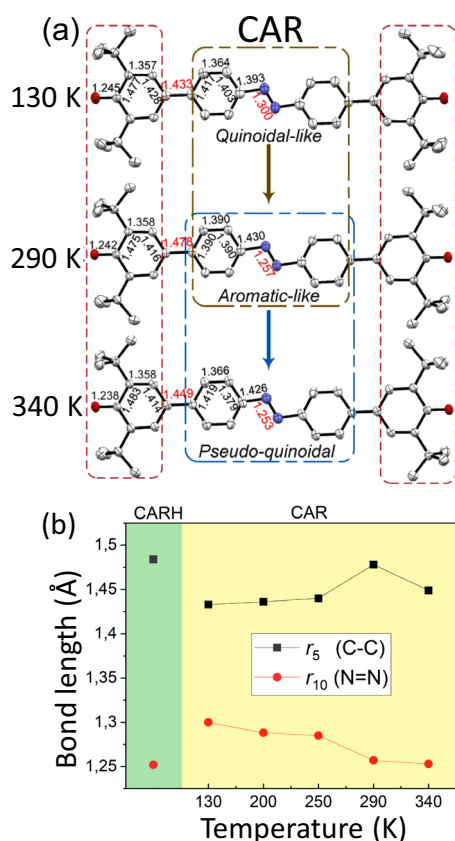 (a) CAR
130 K
1.245 1.357 1.477 1.428 1.433 1.364 1.417 1.403 1.393 1.300
Quinoidal-like
290 K
1.242 1.358 1.475 1.416 1.478 1.390 1.390 1.390 1.430 1.257
Aromatic-like
340 K
1.238 1.358 1.483 1.414 1.449 1.366 1.419 1.379 1.426 1.253
Pseudo-quinoidal
(b) CARH CAR
Bond length (Å)
1,5
1,45
1,4
1,35
1,3
1,25
r5 (C-C)
r10 (N=N)
130 200 250 290 340
Temperature (K)